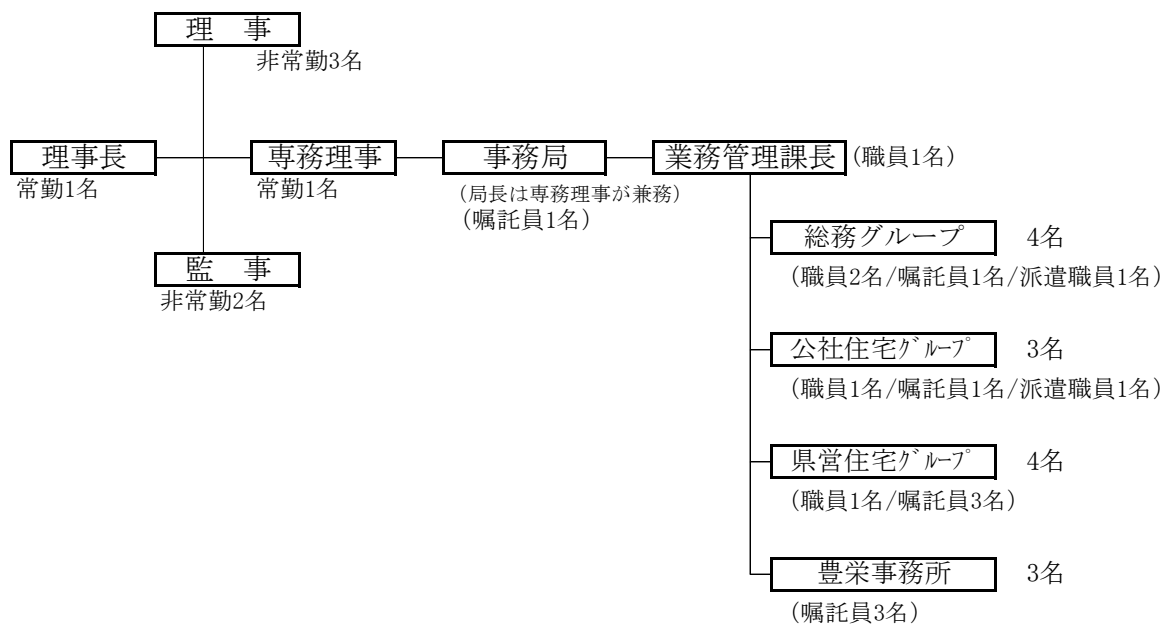 理　事
非常勤3名
理事長
常勤1名
専務理事
常勤1名
事務局
(局長は専務理事が兼務)
(嘱託員1名)
業務管理課長 (職員1名)
総務グループ　4名
(職員2名/嘱託員1名/派遣職員1名)
監　事
非常勤2名
公社住宅ｸﾞﾙｰﾌﾟ　3名
(職員1名/嘱託員1名/派遣職員1名)
県営住宅ｸﾞﾙｰﾌﾟ　4名
(職員1名/嘱託員3名)
豊栄事務所　3名
(嘱託員3名)